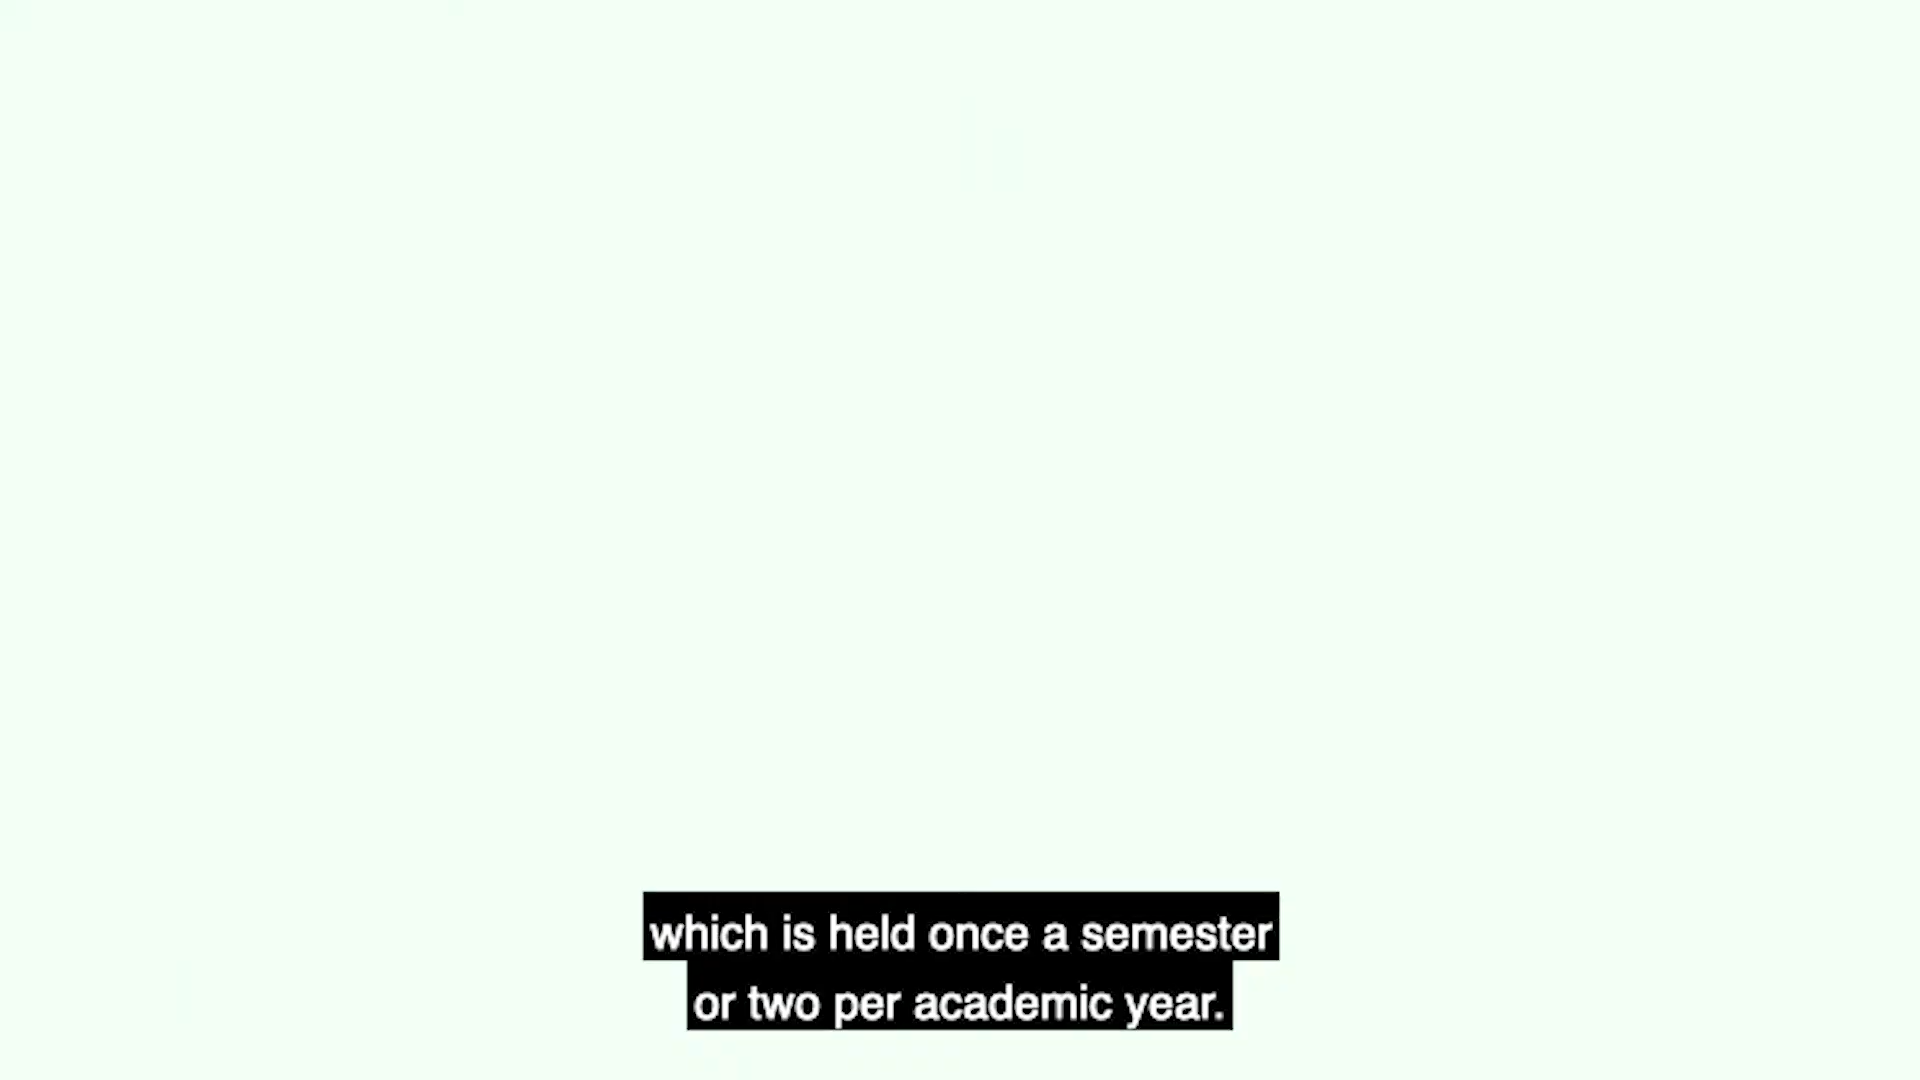 which is held once a semester
or two per academic year.